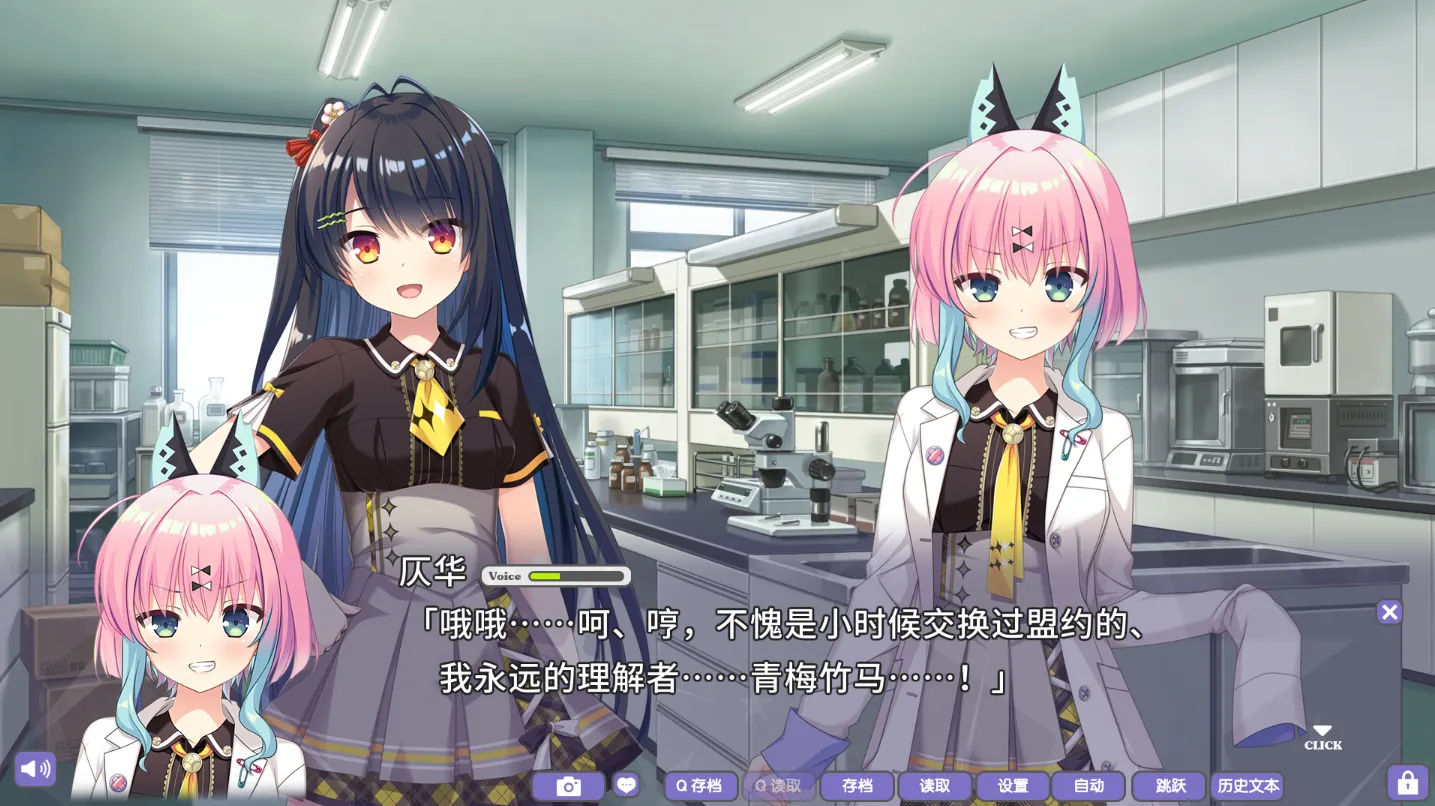 仄华
Voice
「哦哦……呵、哼，不愧是小时候交换过盟约的、
我永远的理解者……青梅竹马……！」
CLICK
Q 存档
Q 读取
存档
读取
设置
自动
跳跃
历史文本